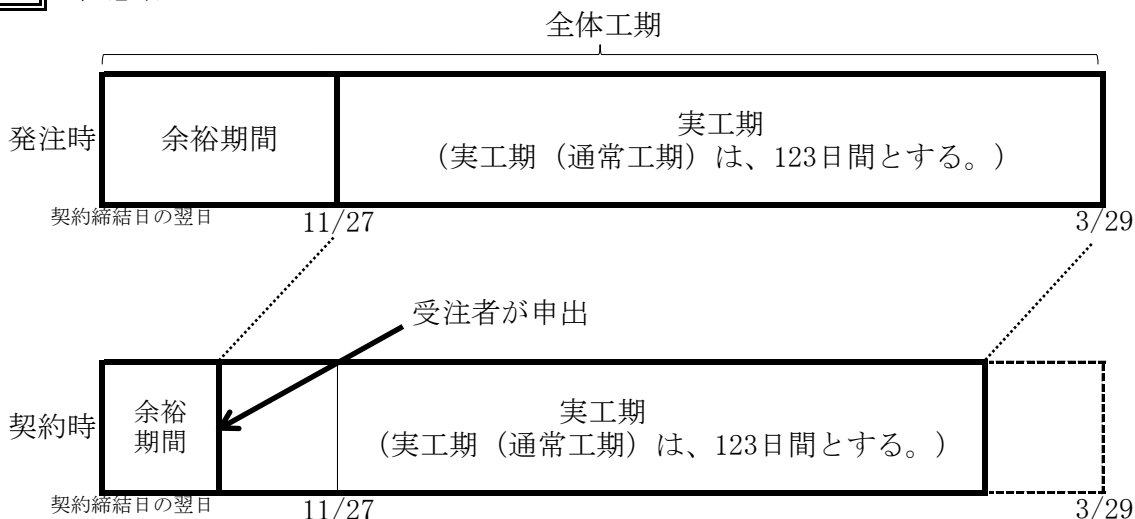 全体工期
発注時
余裕期間
実工期
（実工期（通常工期）は、123日間とする。）
契約締結日の翌日
11/27
3/29
受注者が申出
契約時
余裕
期間
実工期
（実工期（通常工期）は、123日間とする。）
契約締結日の翌日
11/27
3/29